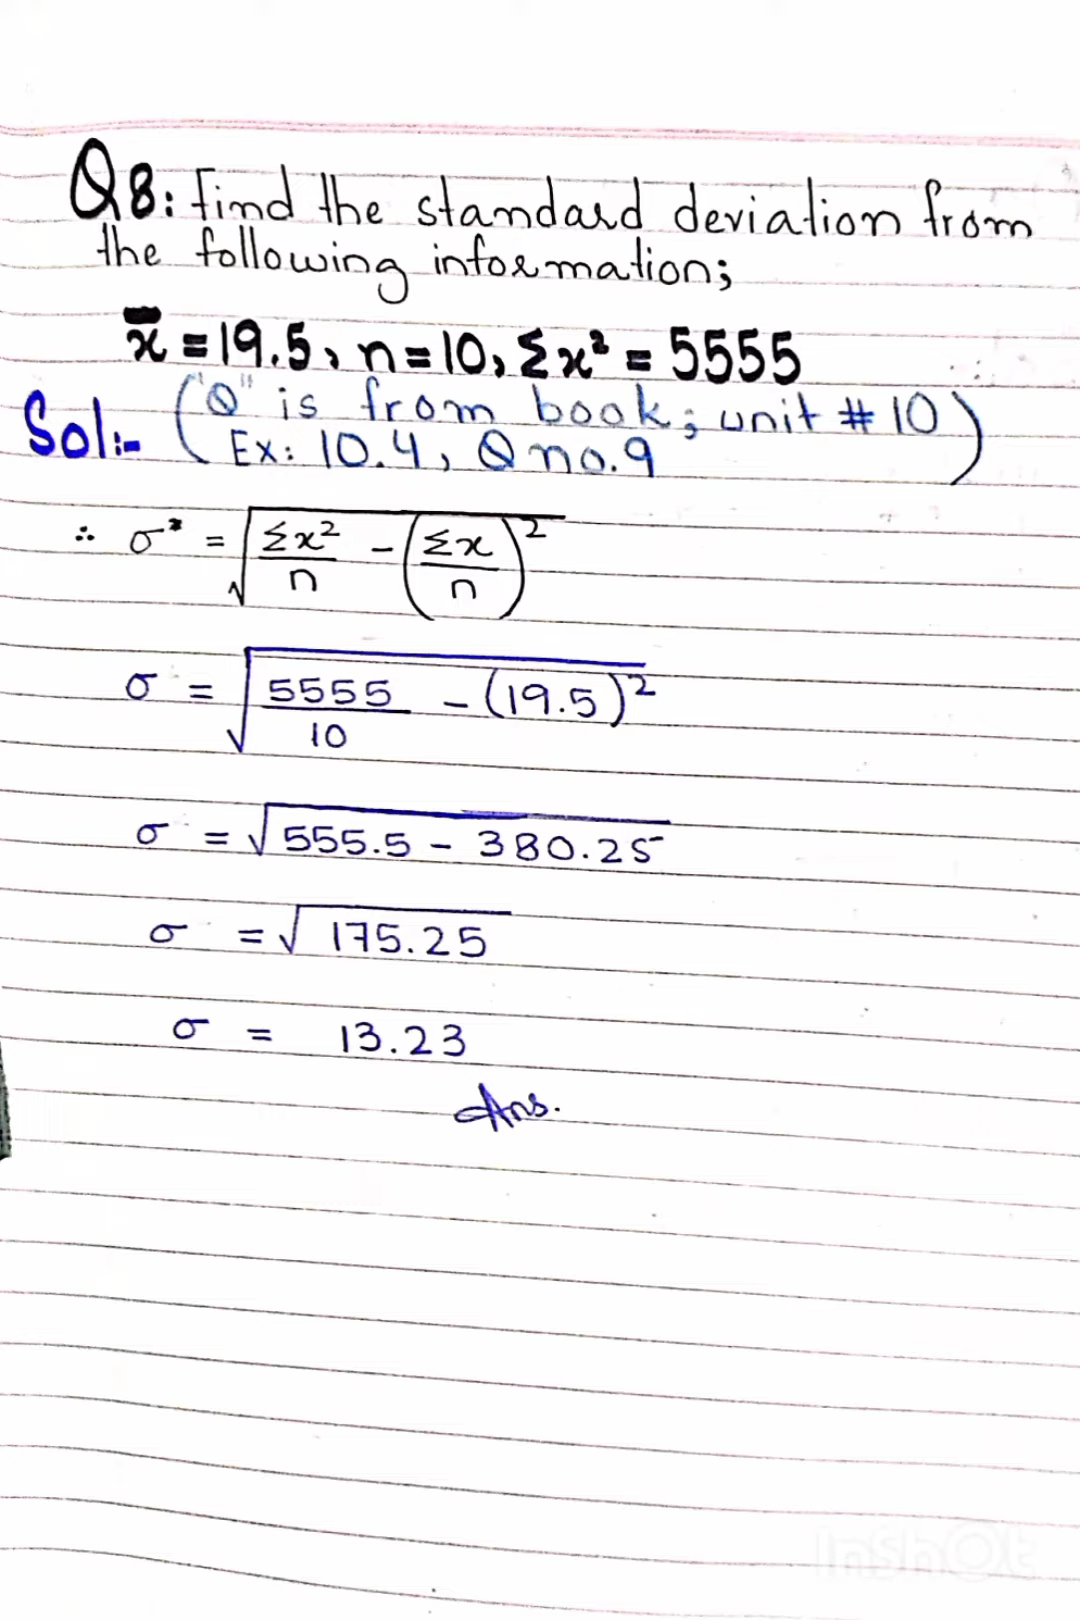 Q8: Find the standard deviation from
the following information;
x̅ = 19.5, n = 10, Σx² = 5555
Sol:- ("Q" is from book; unit # 10
Ex: 10.4, Q no. 9)
∴ σ* = √(Σx²/n - (Σx/n)²)
σ = √(5555/10 - (19.5)²)
σ = √(555.5 - 380.25)
σ = √(175.25)
σ = 13.23
Ans.
InshOt